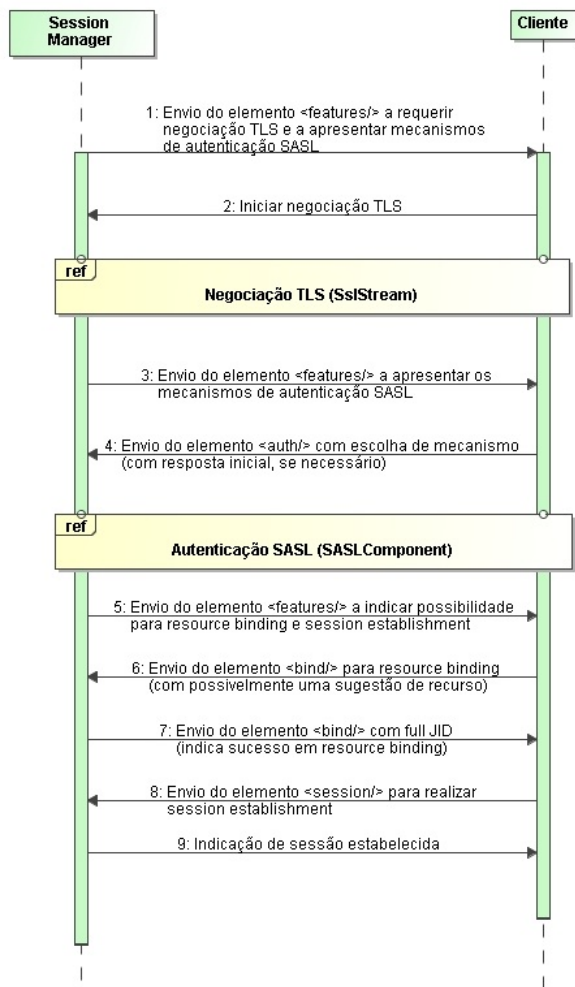 Session
Manager
Cliente
1: Envio do elemento <features/> a requerir
negociação TLS e a apresentar mecanismos
de autenticação SASL
2: Iniciar negociação TLS
ref
Negociação TLS (SslStream)
3: Envio do elemento <features/> a apresentar os
mecanismos de autenticação SASL
4: Envio do elemento <auth/> com escolha de mecanismo
(com resposta inicial, se necessário)
ref
Autenticação SASL (SASLComponent)
5: Envio do elemento <features/> a indicar possibilidade
para resource binding e session establishment
6: Envio do elemento <bind/> para resource binding
(com possivelmente uma sugestão de recurso)
7: Envio do elemento <bind/> com full JID
(indica sucesso em resource binding)
8: Envio do elemento <session/> para realizar
session establishment
9: Indicação de sessão estabelecida